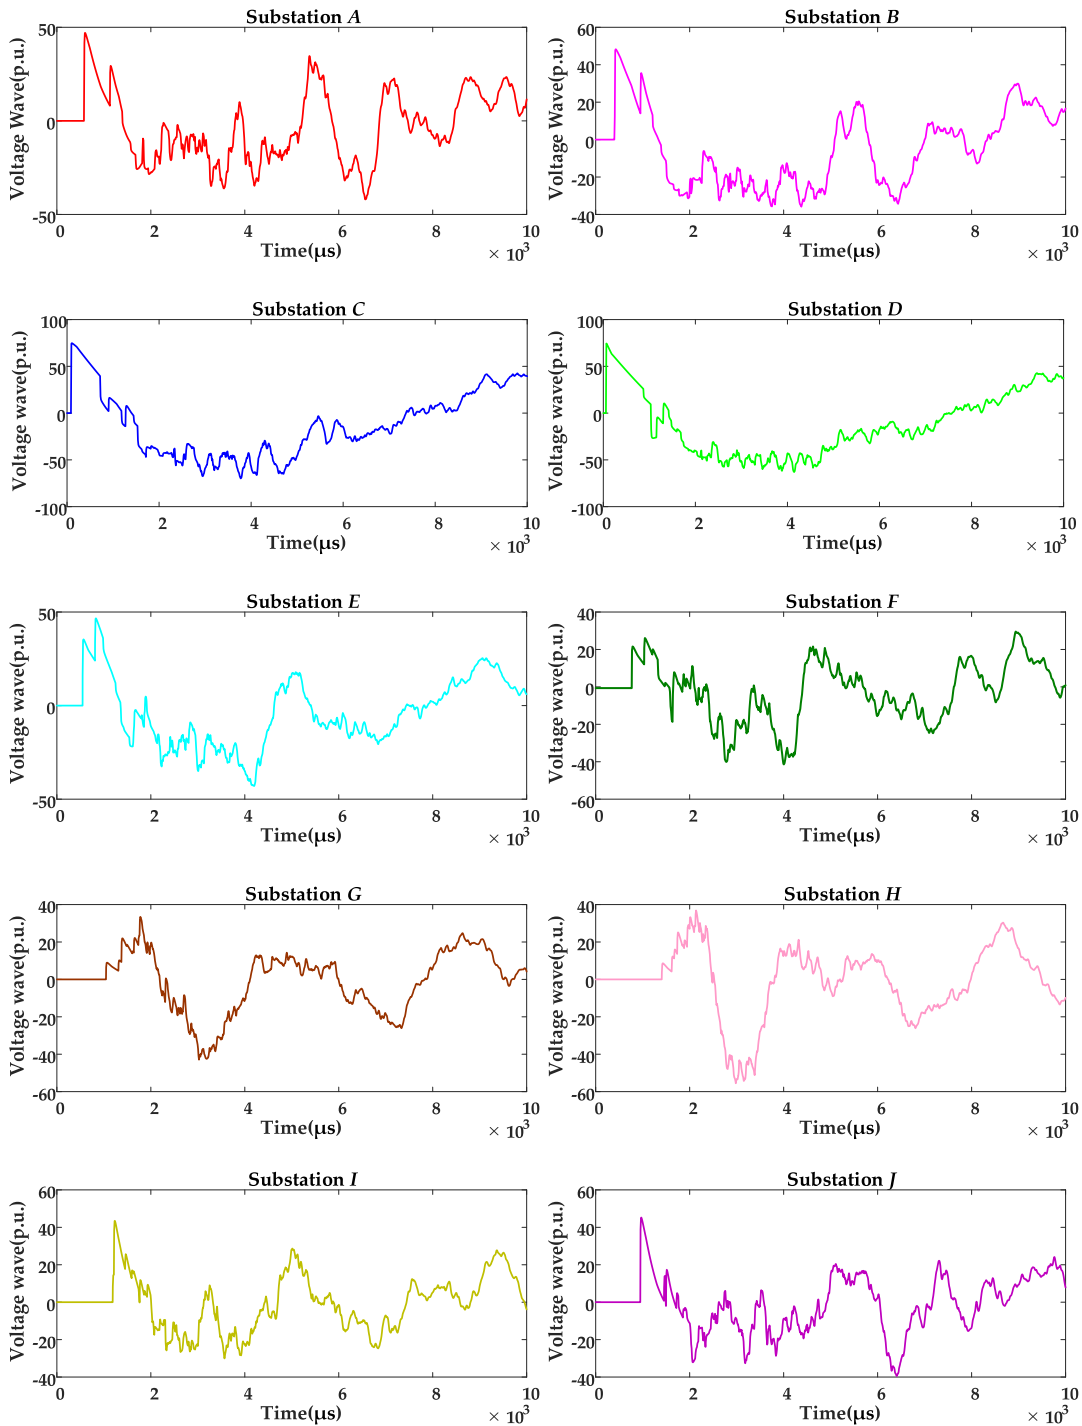 Substation A
Voltage Wave(p.u.)
50
0
-50
0 2 4 6 8 10
Time(μs)
× 10³
Substation B
Voltage Wave(p.u.)
60
40
20
0
-20
-40
0 2 4 6 8 10
Time(μs)
× 10³
Substation C
Voltage wave(p.u.)
100
50
0
-50
-100
0 2 4 6 8 10
Time(μs)
× 10³
Substation D
Voltage wave(p.u.)
100
50
0
-50
-100
0 2 4 6 8 10
Time(μs)
× 10³
Substation E
Voltage wave(p.u.)
50
0
-50
0 2 4 6 8 10
Time(μs)
× 10³
Substation F
Voltage wave(p.u.)
40
20
0
-20
-40
-60
0 2 4 6 8 10
Time(μs)
× 10³
Substation G
Voltage wave(p.u.)
40
20
0
-20
-40
-60
0 2 4 6 8 10
Time(μs)
× 10³
Substation H
Voltage wave(p.u.)
40
20
0
-20
-40
-60
0 2 4 6 8 10
Time(μs)
× 10³
Substation I
Voltage wave(p.u.)
60
40
20
0
-20
-40
0 2 4 6 8 10
Time(μs)
× 10³
Substation J
Voltage wave(p.u.)
60
40
20
0
-20
-40
0 2 4 6 8 10
Time(μs)
× 10³